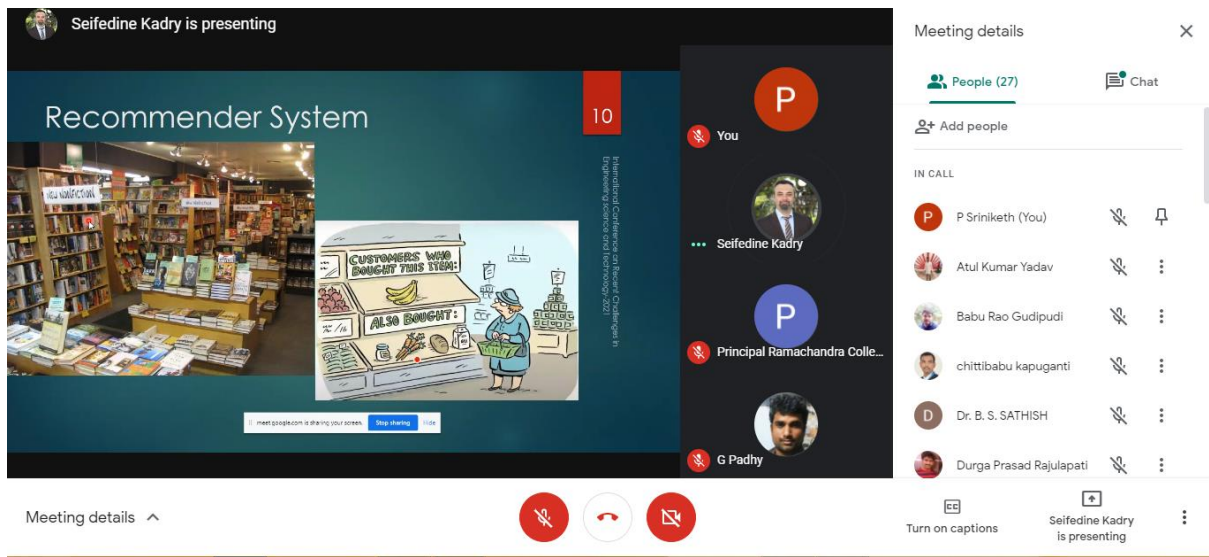 Seifedine Kadry is presenting
Recommender System
10
International Conference on Recent Challenges in
Engineering science and Technology-2021
NEW NONFICTION
CUSTOMERS WHO
BOUGHT THIS ITEM:
ALSO BOUGHT:
meet.google.com is sharing your screen.
Stop sharing
Hide
P
You
Seifedine Kadry
P
Principal Ramachandra Colle...
G Padhy
Meeting details
People (27)
Chat
Add people
IN CALL
P
P Sriniketh (You)
Atul Kumar Yadav
Babu Rao Gudipudi
chittibabu kapuganti
D
Dr. B. S. SATHISH
Durga Prasad Rajulapati
Meeting details
CC
Turn on captions
Seifedine Kadry
is presenting